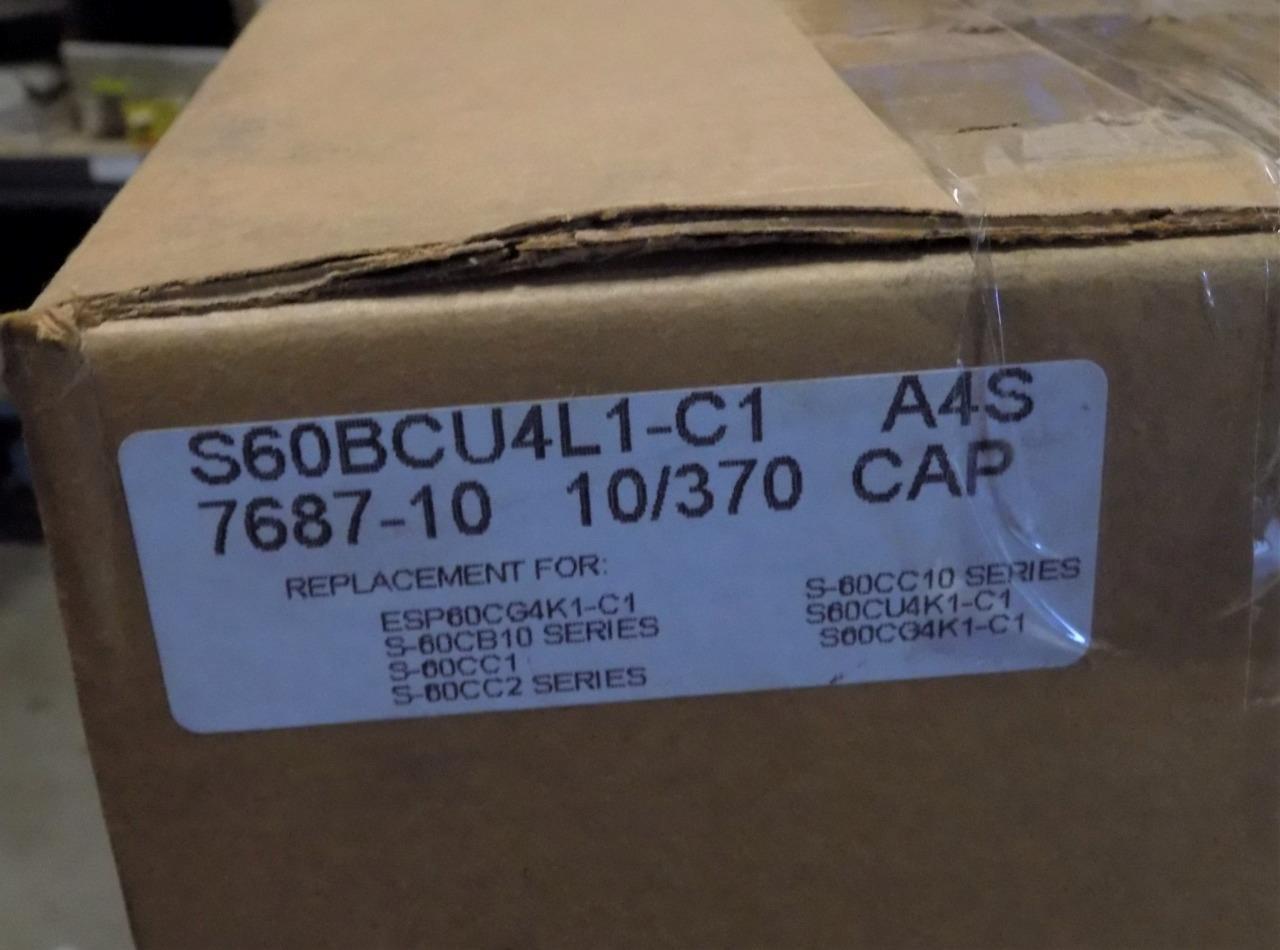 S60BCU4L1-C1 A4S
7687-10 10/370 CAP
REPLACEMENT FOR:
ESP60CG4K1-C1
S-60CB10 SERIES
S-60CC1
S-60CC2 SERIES
S-60CC10 SERIES
S60CU4K1-C1
S60CG4K1-C1